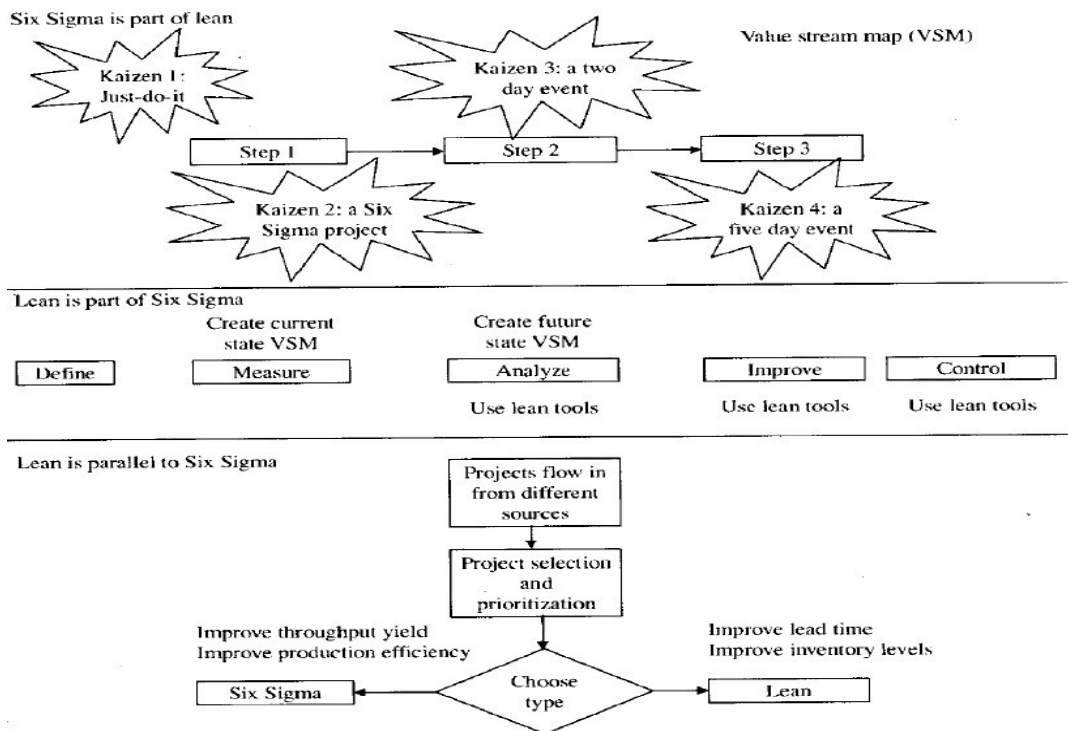 Six Sigma is part of lean
Value stream map (VSM)
Kaizen 1:
Just-do-it
Kaizen 3: a two
day event
Step 1
Step 2
Step 3
Kaizen 2: a Six
Sigma project
Kaizen 4: a
five day event
Lean is part of Six Sigma
Create current
state VSM
Create future
state VSM
Define
Measure
Analyze
Improve
Control
Use lean tools
Use lean tools
Use lean tools
Lean is parallel to Six Sigma
Projects flow in
from different
sources
Project selection
and
prioritization
Improve throughput yield
Improve production efficiency
Improve lead time
Improve inventory levels
Choose
type
Six Sigma
Lean